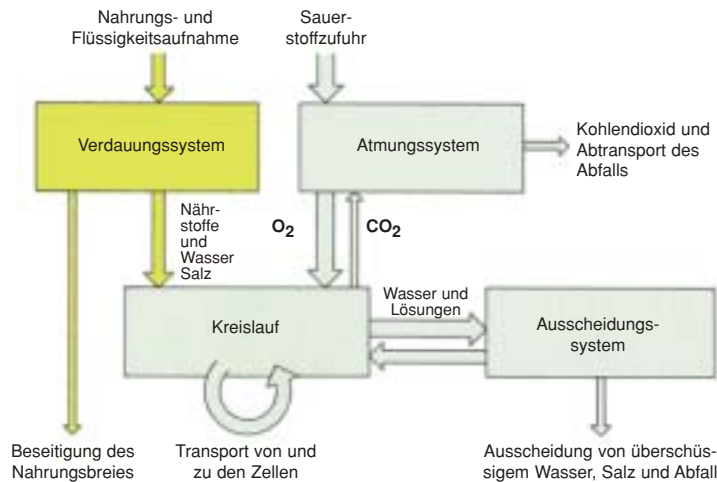 Nahrungs- und
Flüssigkeitsaufnahme
Sauer-
stoffzufuhr
Verdauungssystem
Atmungssystem
Kohlendioxid und
Abtransport des
Abfalls
Nähr-
stoffe
und
Wasser
Salz
O₂
CO₂
Kreislauf
Wasser und
Lösungen
Ausscheidungs-
system
Beseitigung des
Nahrungsbreies
Transport von und
zu den Zellen
Ausscheidung von überschüs-
sigem Wasser, Salz und Abfall